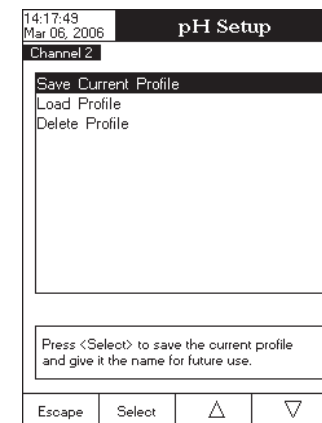 14:17:49
Mar 06, 2006
pH Setup
Channel 2
Save Current Profile
Load Profile
Delete Profile
Press <Select> to save the current profile
and give it the name for future use.
Escape Select △ ▽